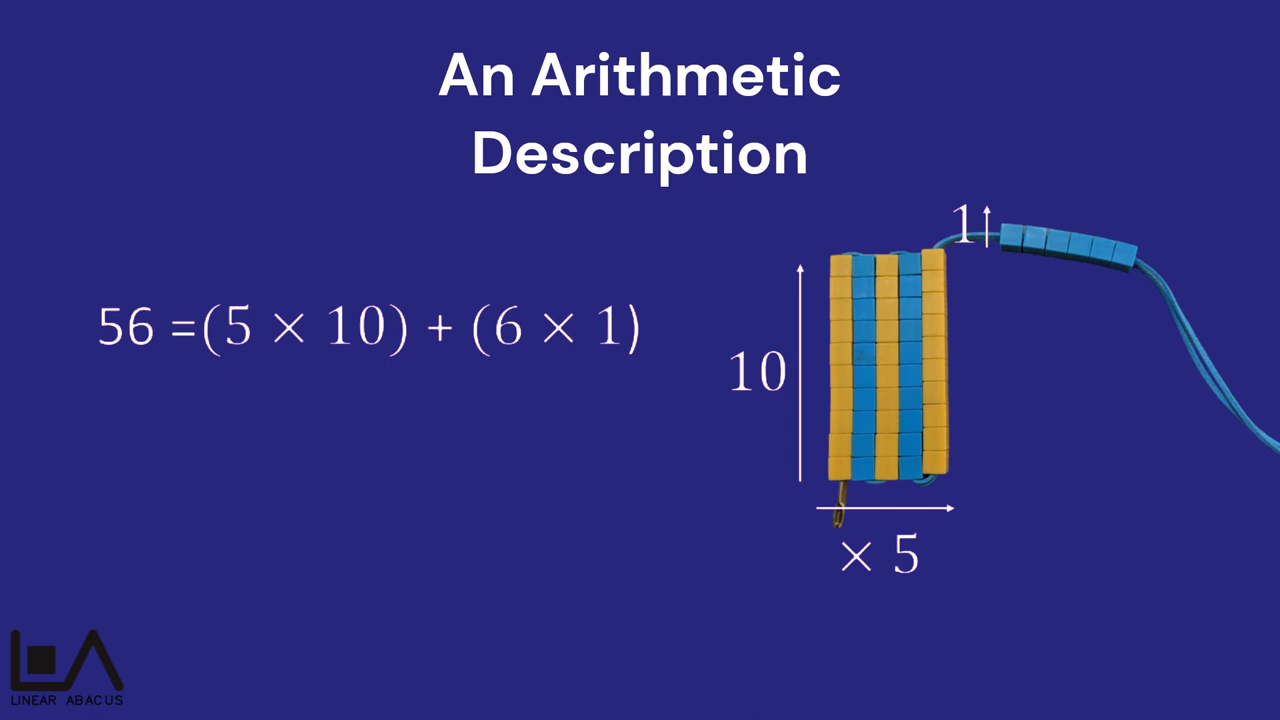 An Arithmetic
Description
1
56 =(5 × 10) + (6 × 1)
10
× 5
LINEAR ABACUS